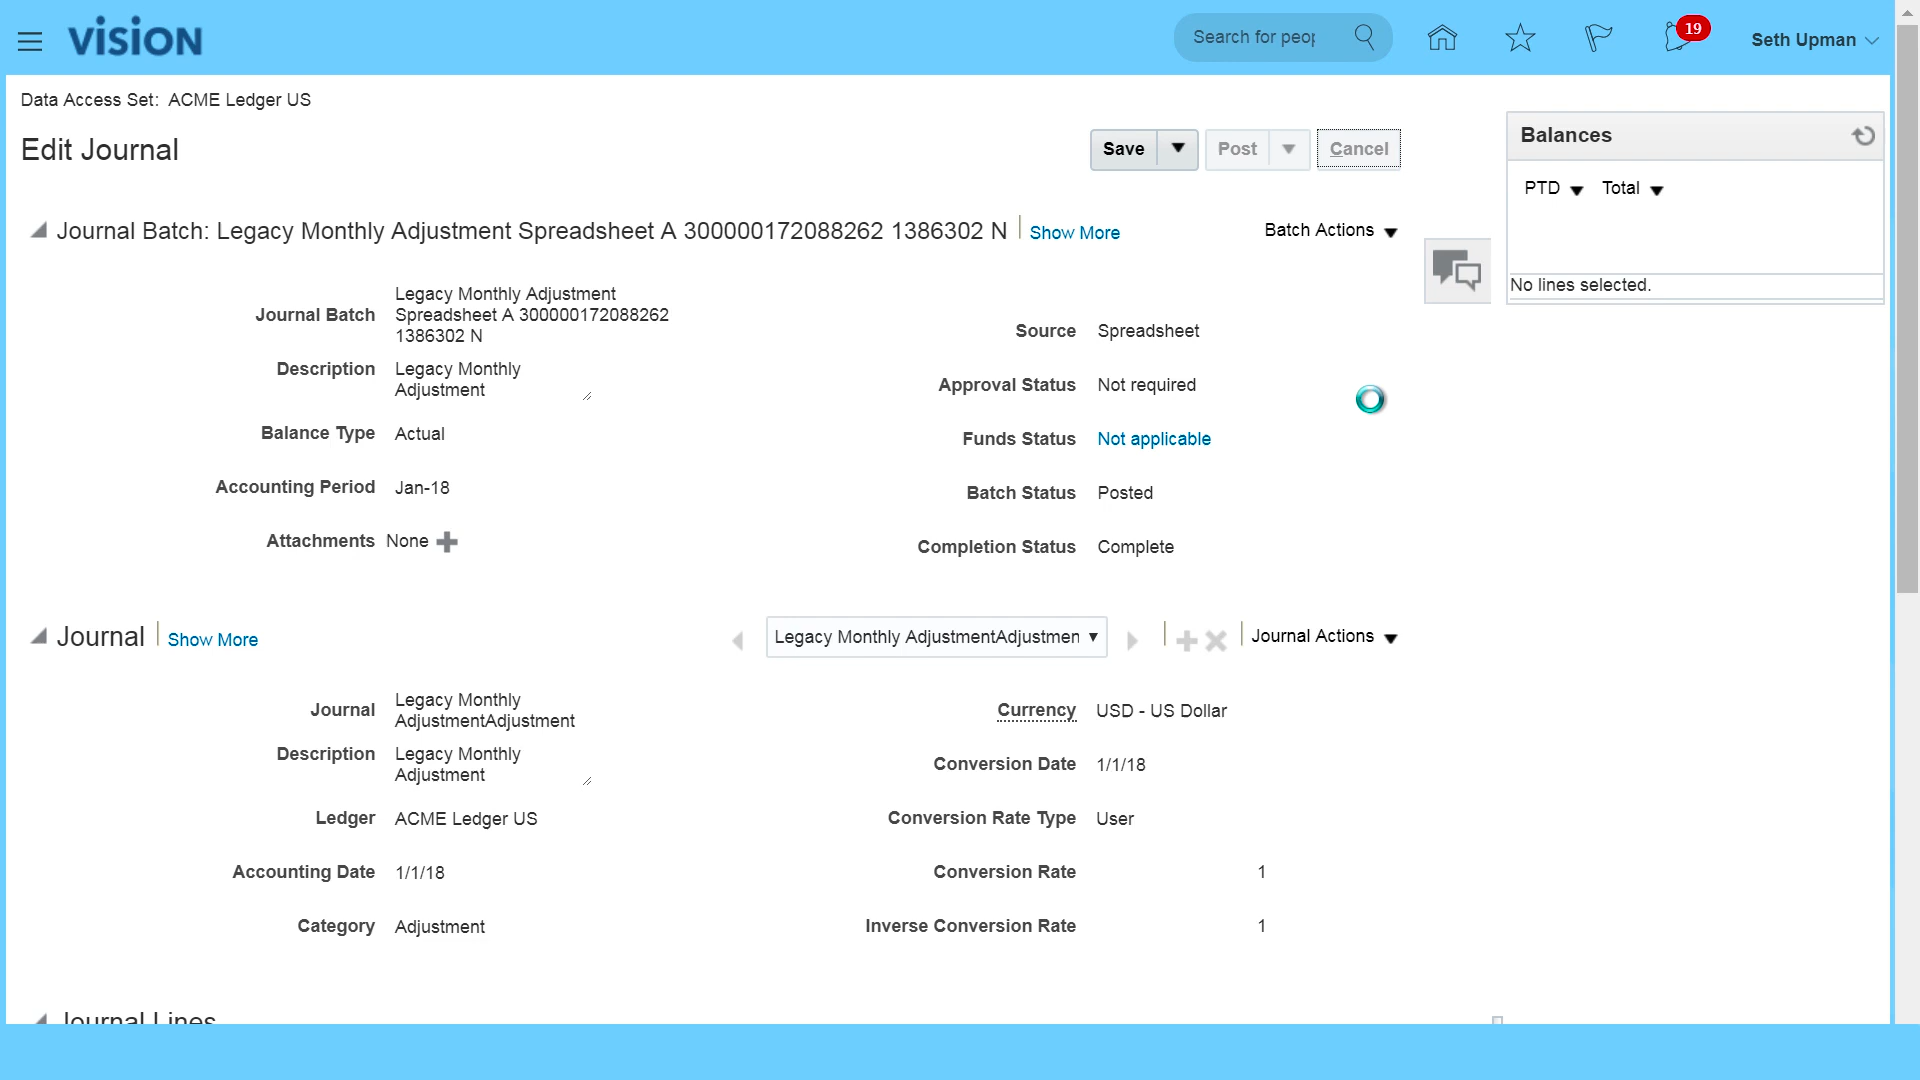 vision
Search for peop
19
Seth Upman
Data Access Set: ACME Ledger US
Edit Journal
Save
Post
Cancel
Balances
PTD Total
No lines selected.
Journal Batch: Legacy Monthly Adjustment Spreadsheet A 300000172088262 1386302 N
Show More
Batch Actions
Journal Batch Legacy Monthly Adjustment
Spreadsheet A 300000172088262
1386302 N
Description Legacy Monthly
Adjustment
Balance Type Actual
Accounting Period Jan-18
Attachments None
Source Spreadsheet
Approval Status Not required
Funds Status Not applicable
Batch Status Posted
Completion Status Complete
Journal
Show More
Legacy Monthly AdjustmentAdjustmen
Journal Actions
Journal Legacy Monthly
AdjustmentAdjustment
Description Legacy Monthly
Adjustment
Ledger ACME Ledger US
Accounting Date 1/1/18
Category Adjustment
Currency USD - US Dollar
Conversion Date 1/1/18
Conversion Rate Type User
Conversion Rate 1
Inverse Conversion Rate 1
Journal Lines